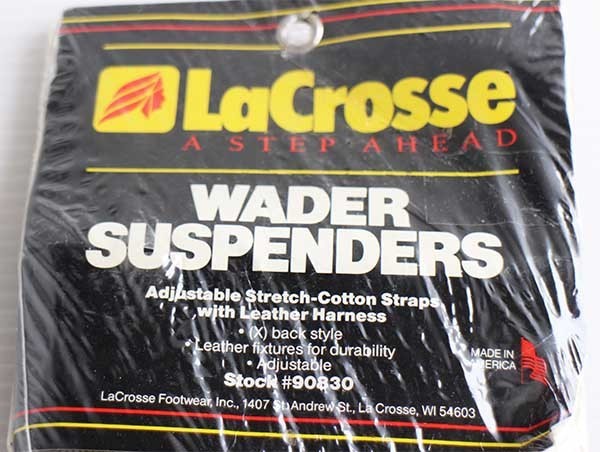 LaCrosse
A STEP AHEAD
WADER
SUSPENDERS
Adjustable Stretch-Cotton Straps
with Leather Harness
• (X) back style
• Leather fixtures for durability
• Adjustable
Stock #90830
MADE IN
AMERICA
LaCrosse Footwear, Inc., 1407 St. Andrew St., La Crosse, WI 54603